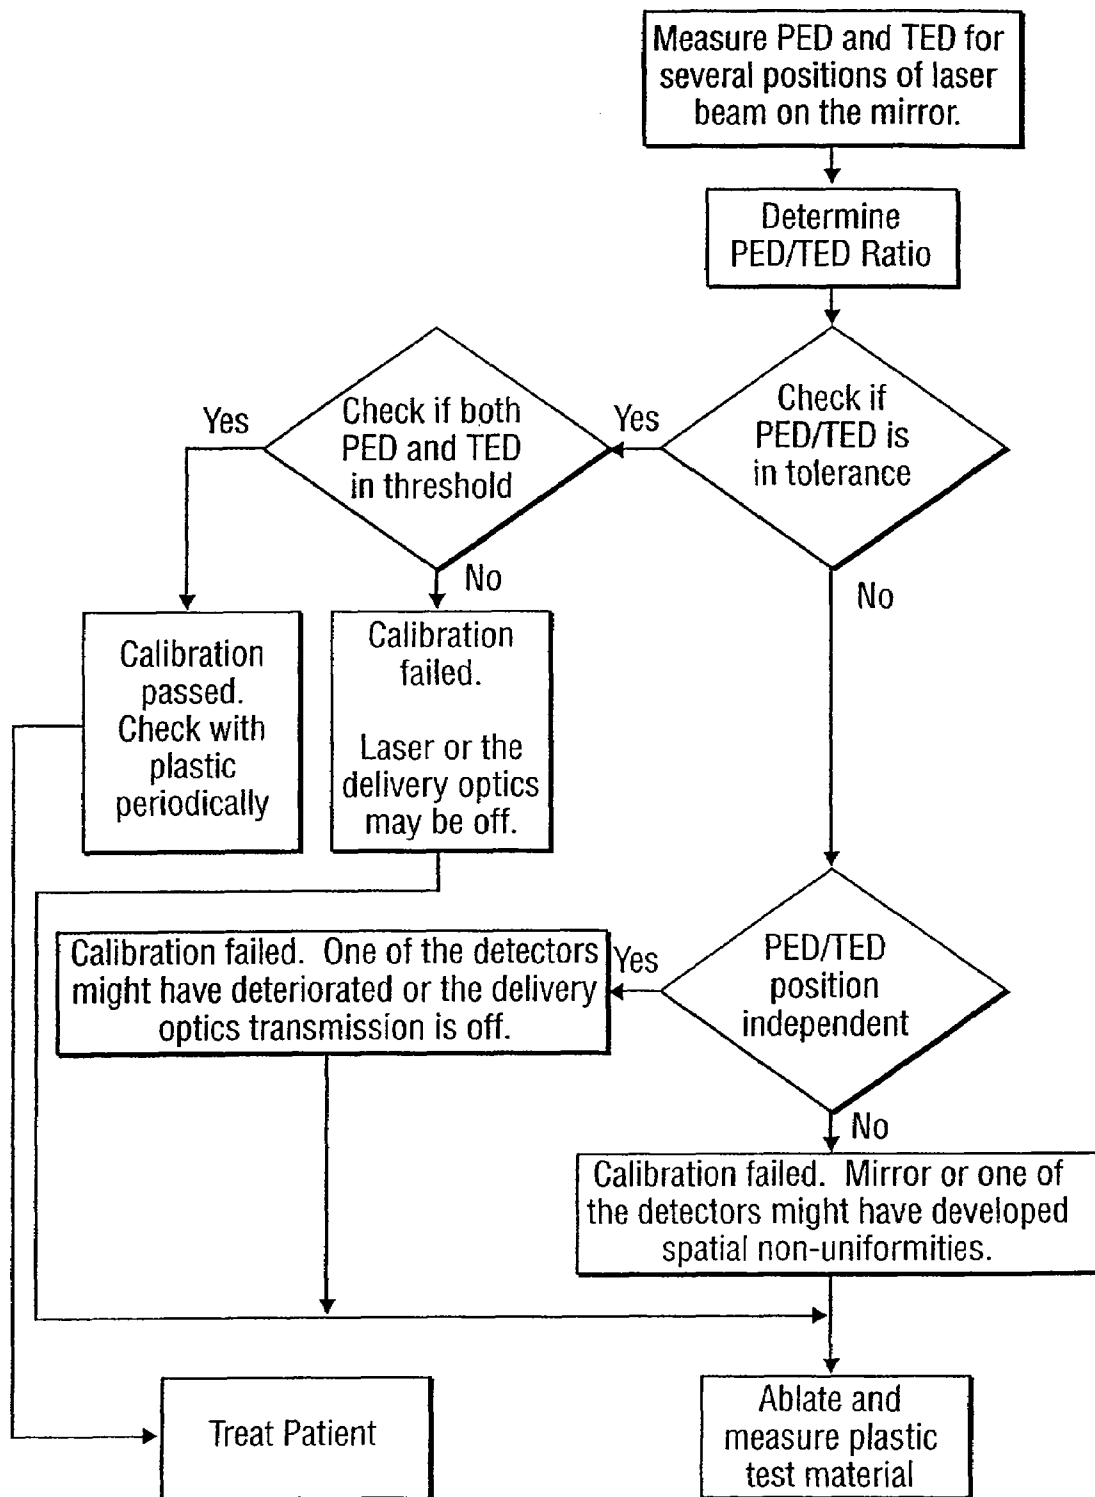 Measure PED and TED for
several positions of laser
beam on the mirror.
Determine
PED/TED Ratio
Check if
PED/TED is
in tolerance
Yes
No
Check if both
PED and TED
in threshold
Yes
No
Calibration
passed.
Check with
plastic
periodically
Calibration
failed.
Laser or the
delivery optics
may be off.
PED/TED
position
independent
Yes
No
Calibration failed. One of the detectors
might have deteriorated or the delivery
optics transmission is off.
Calibration failed. Mirror or one of
the detectors might have developed
spatial non-uniformities.
Treat Patient
Ablate and
measure plastic
test material